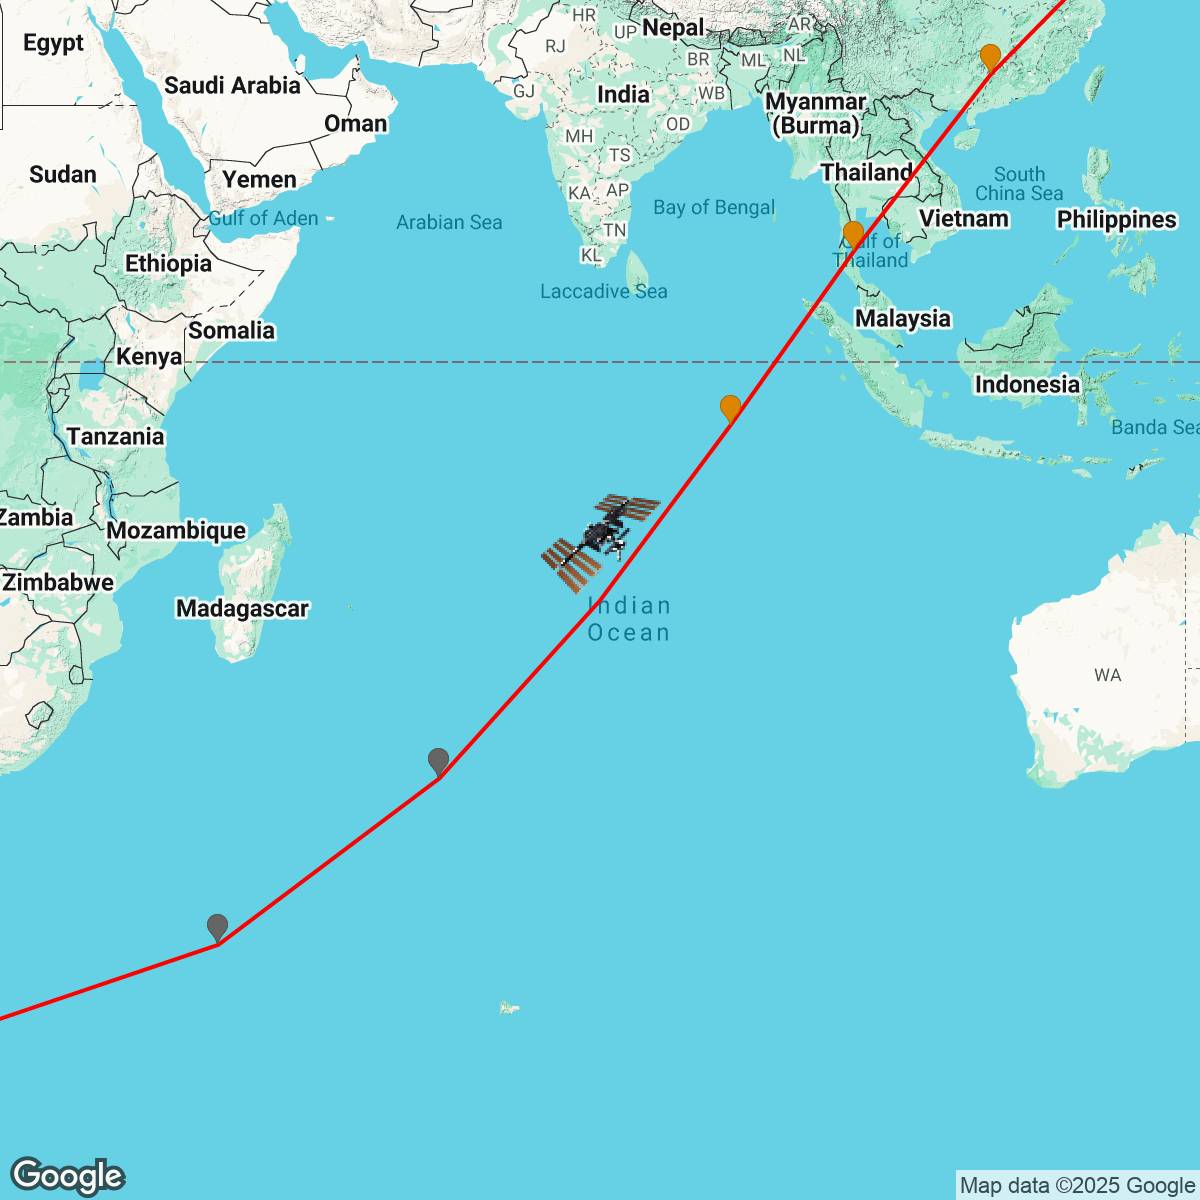 HR
Nepal
AR
Egypt
UP
RJ
BR
ML
NL
Saudi Arabia
GJ
India
WB
Myanmar
(Burma)
Oman
OD
MH
TS
Sudan
Thailand
South
China Sea
Yemen
KA
AP
Gulf of Aden
Arabian Sea
Bay of Bengal
Vietnam
Philippines
TN
KL
Gulf of
Thailand
Ethiopia
Laccadive Sea
Somalia
Malaysia
Kenya
Indonesia
Tanzania
Banda Sea
Zambia
Mozambique
Zimbabwe
Madagascar
Indian
Ocean
WA
Google
Map data ©2025 Google